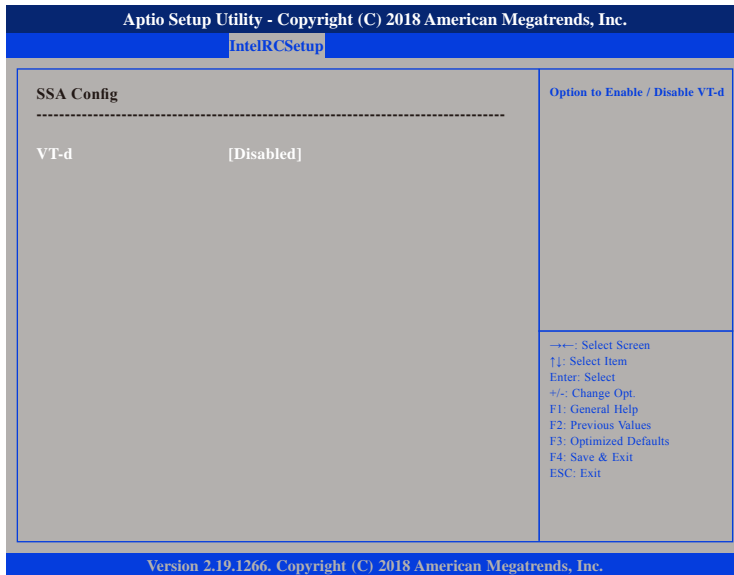 Aptio Setup Utility - Copyright (C) 2018 American Megatrends, Inc.
IntelRCSetup
SSA Config
------------------------------------------------------------------------------------
VT-d [Disabled]
Option to Enable / Disable VT-d
→←: Select Screen
↑↓: Select Item
Enter: Select
+/-: Change Opt.
F1: General Help
F2: Previous Values
F3: Optimized Defaults
F4: Save & Exit
ESC: Exit
Version 2.19.1266. Copyright (C) 2018 American Megatrends, Inc.